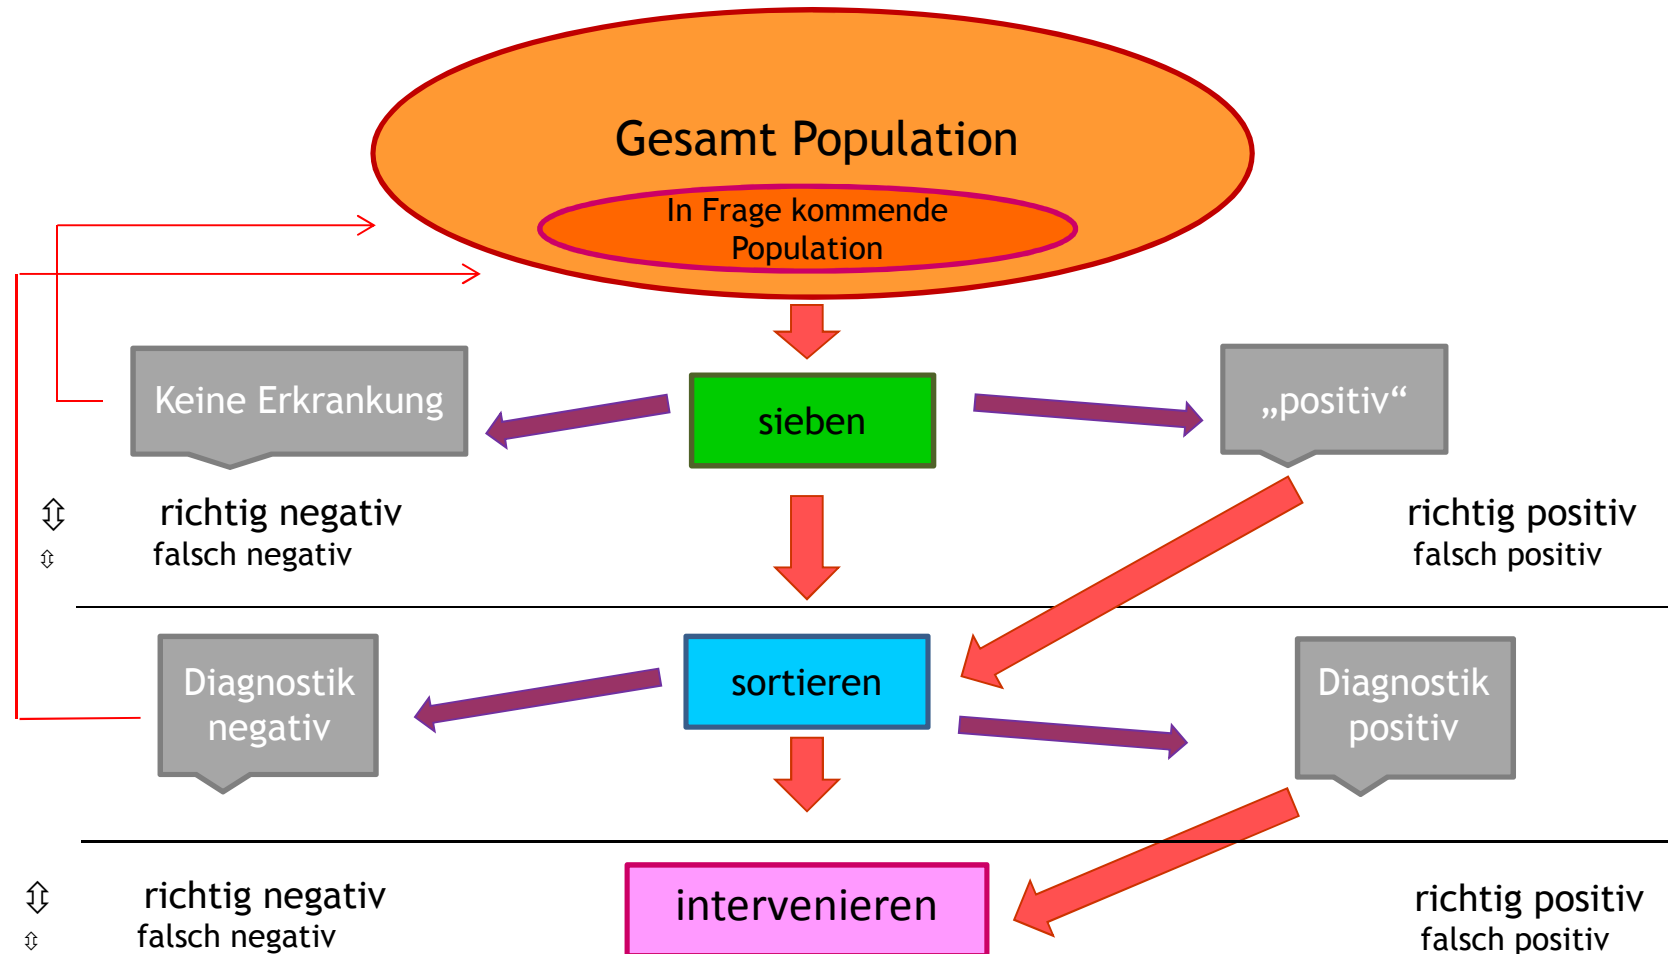 Gesamt Population
In Frage kommende
Population
Keine Erkrankung
sieben
„positiv“
richtig negativ
falsch negativ
richtig positiv
falsch positiv
Diagnostik
negativ
sortieren
Diagnostik
positiv
intervenieren
richtig negativ
falsch negativ
richtig positiv
falsch positiv